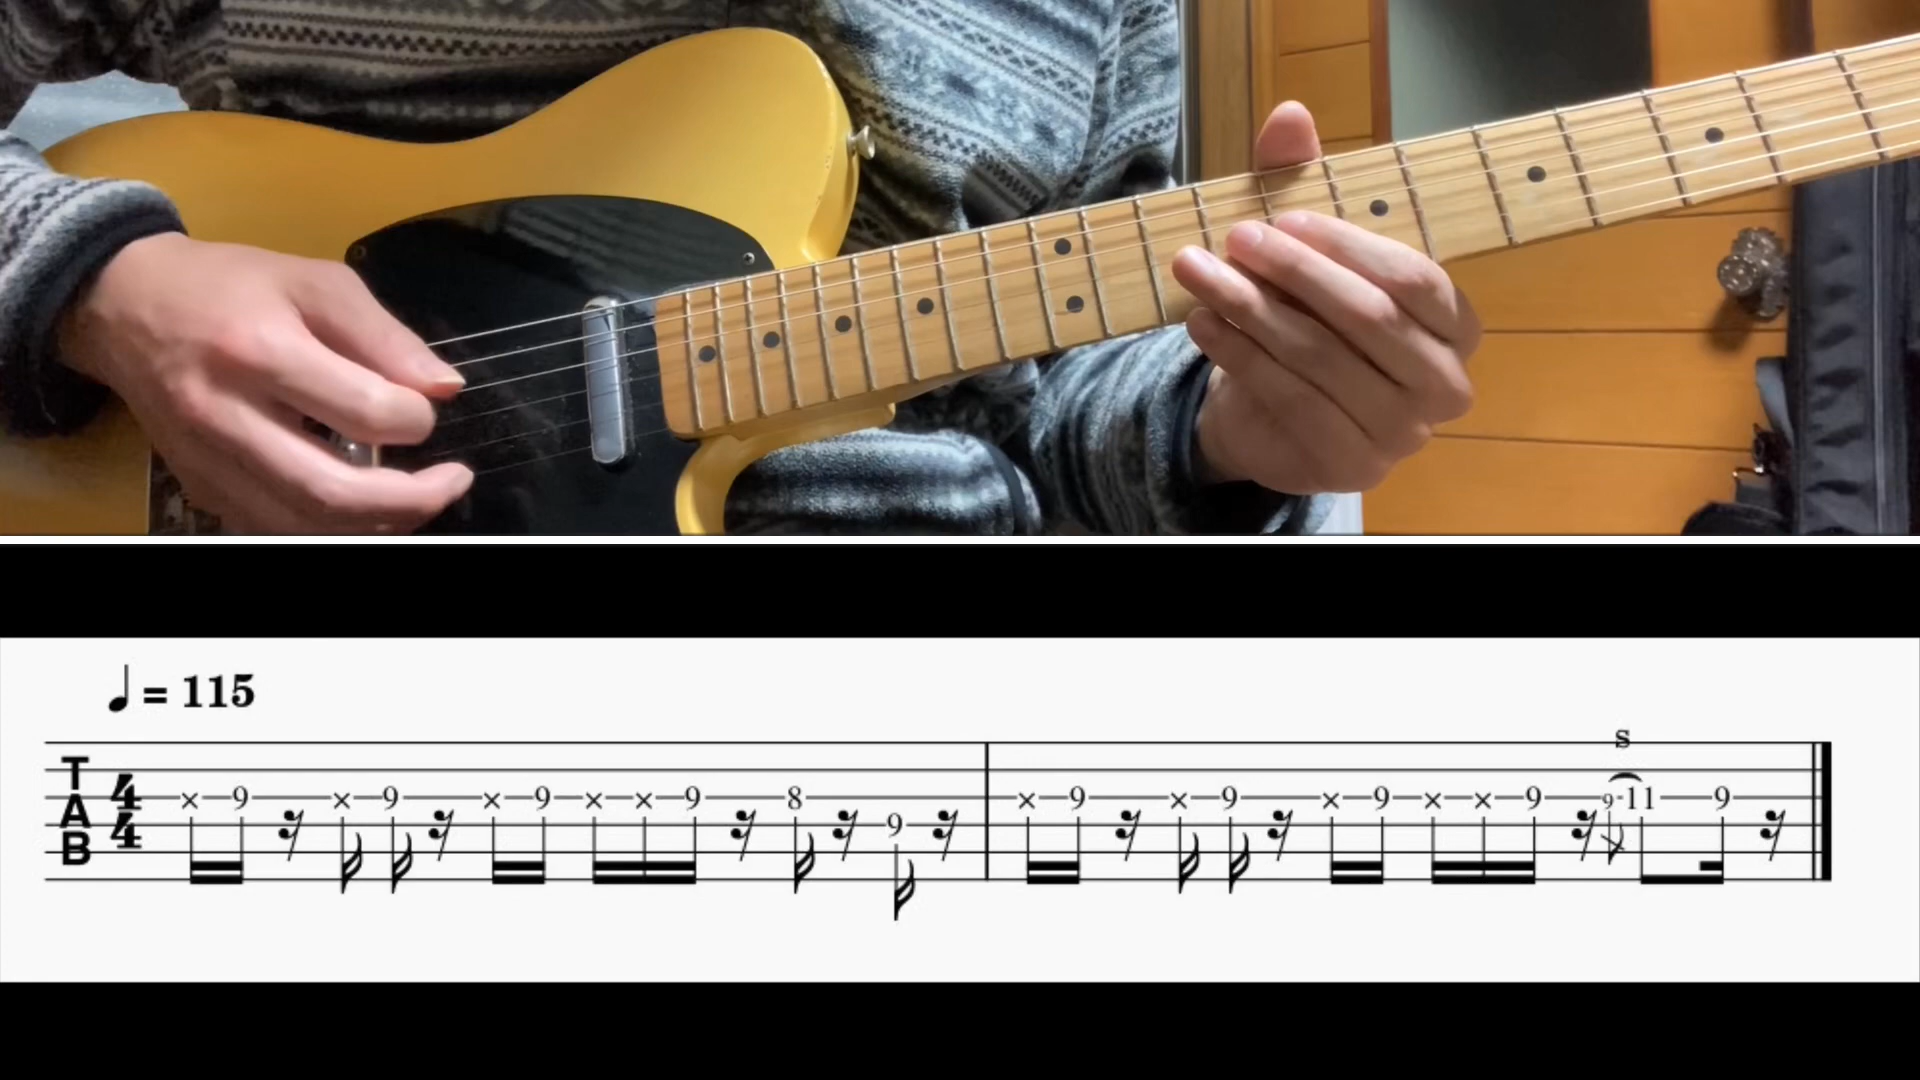 ♩ = 115
s
T 4 × 9 × 9 × 9 × × 9 8 × 9 × 9 × 9 × × 9 9 11 9
A 4 9
B